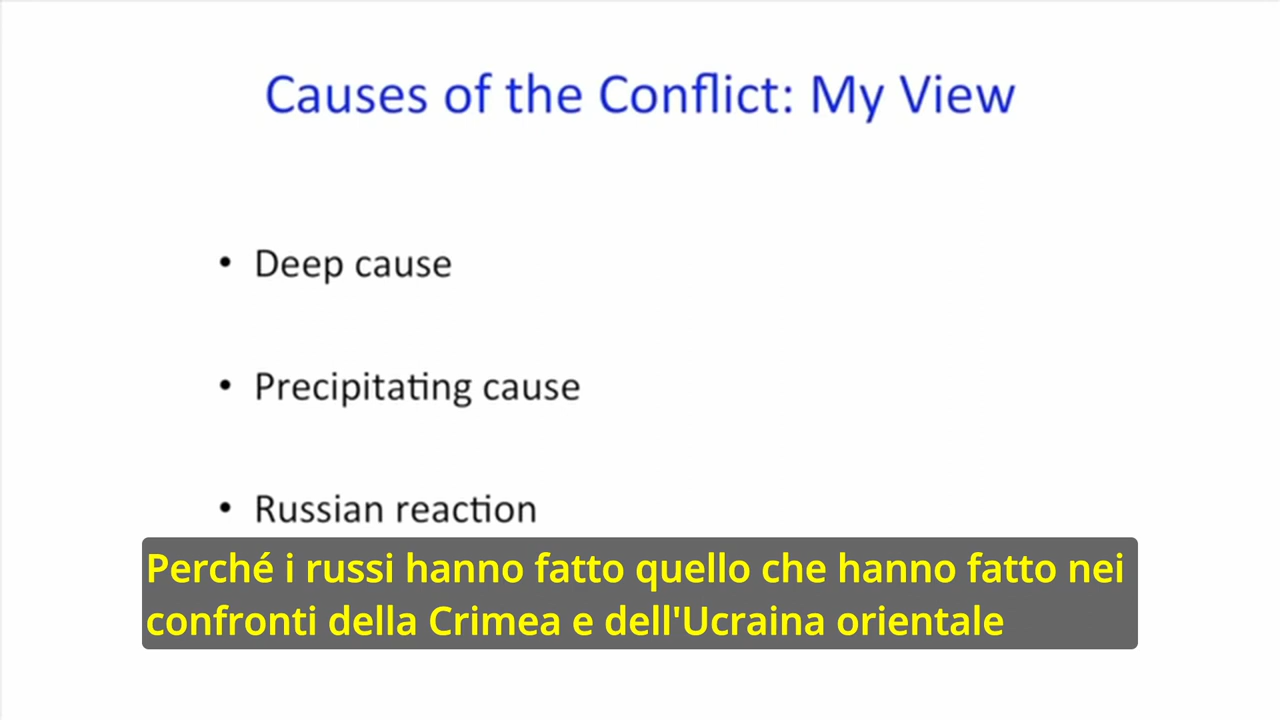 Causes of the Conflict: My View
• Deep cause
• Precipitating cause
• Russian reaction
Perché i russi hanno fatto quello che hanno fatto nei
confronti della Crimea e dell'Ucraina orientale